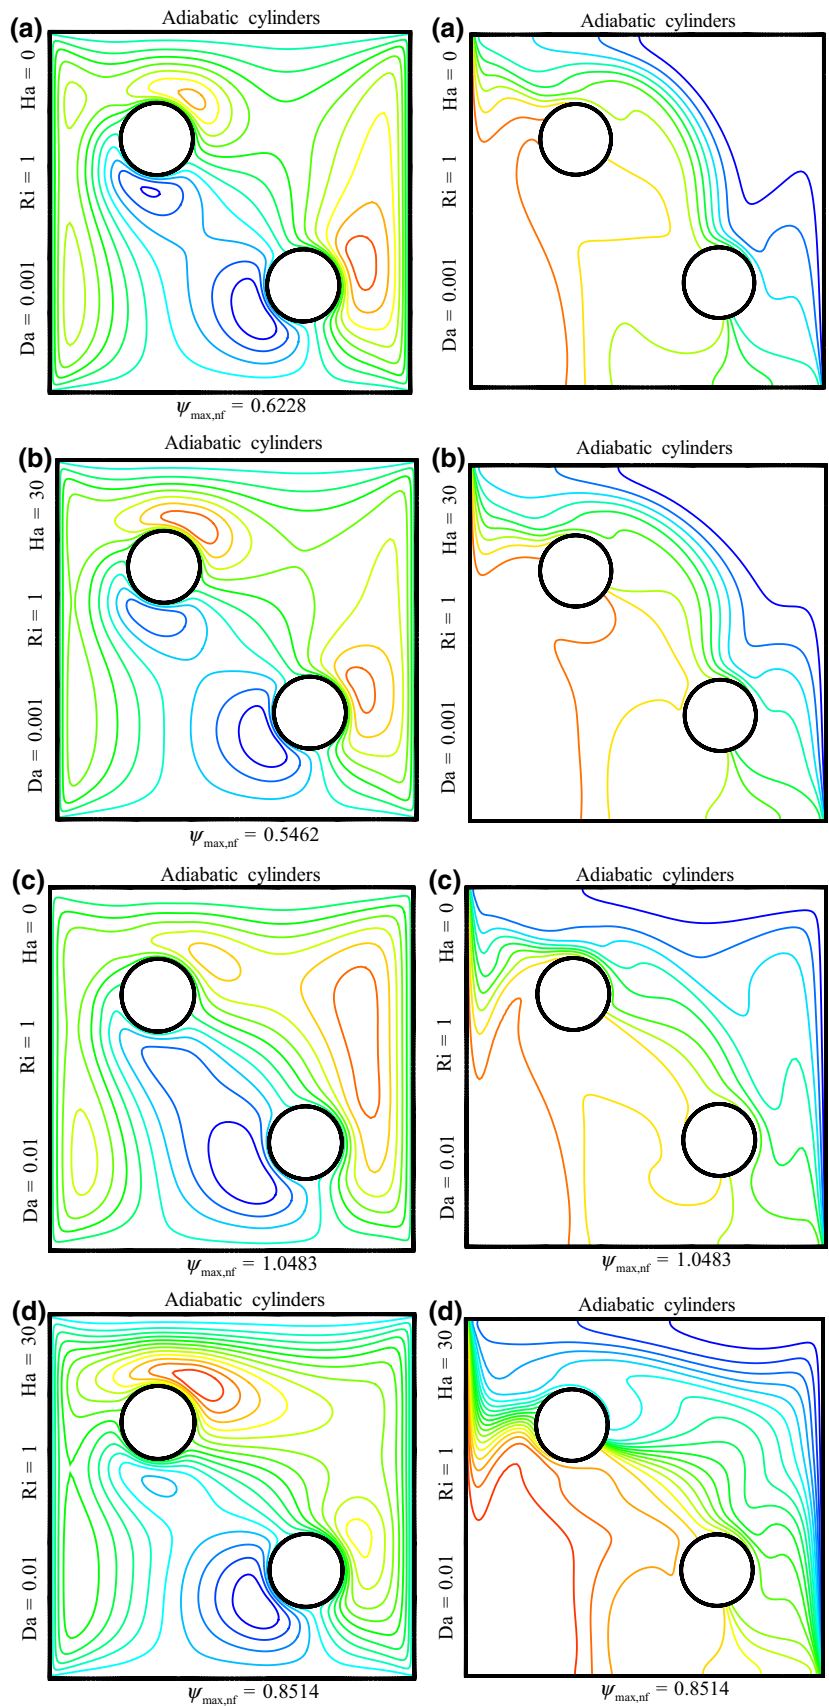 (a)
Adiabatic cylinders
Ha = 0
Ri = 1
Da = 0.001
ψmax,nf = 0.6228
(a)
Adiabatic cylinders
Ha = 0
Ri = 1
Da = 0.001
(b)
Adiabatic cylinders
Ha = 30
Ri = 1
Da = 0.001
ψmax,nf = 0.5462
(b)
Adiabatic cylinders
Ha = 30
Ri = 1
Da = 0.001
(c)
Adiabatic cylinders
Ha = 0
Ri = 1
Da = 0.01
ψmax,nf = 1.0483
(c)
Adiabatic cylinders
Ha = 0
Ri = 1
Da = 0.01
ψmax,nf = 1.0483
(d)
Adiabatic cylinders
Ha = 30
Ri = 1
Da = 0.01
ψmax,nf = 0.8514
(d)
Adiabatic cylinders
Ha = 30
Ri = 1
Da = 0.01
ψmax,nf = 0.8514